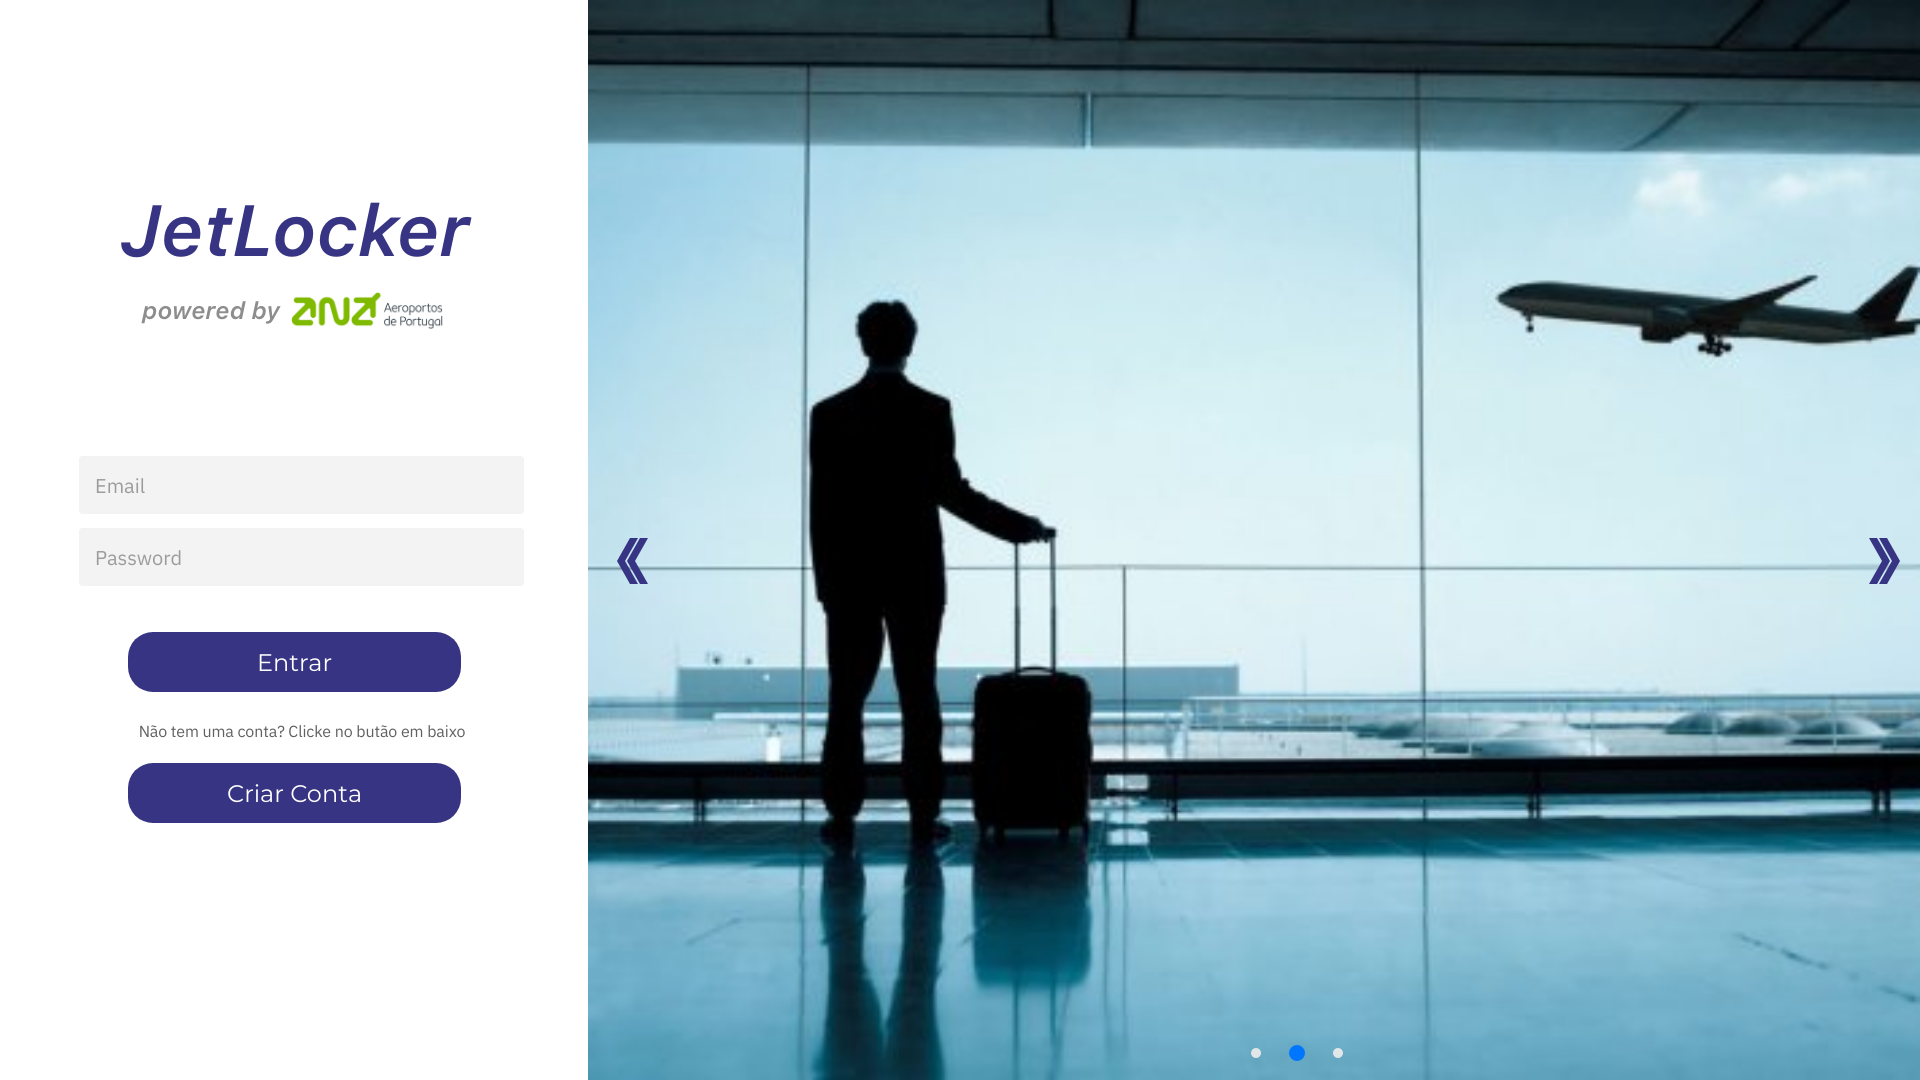 JetLocker
powered by ana Aeroportos
de Portugal
Email
Password
Entrar
Não tem uma conta? Clicke no butão em baixo
Criar Conta